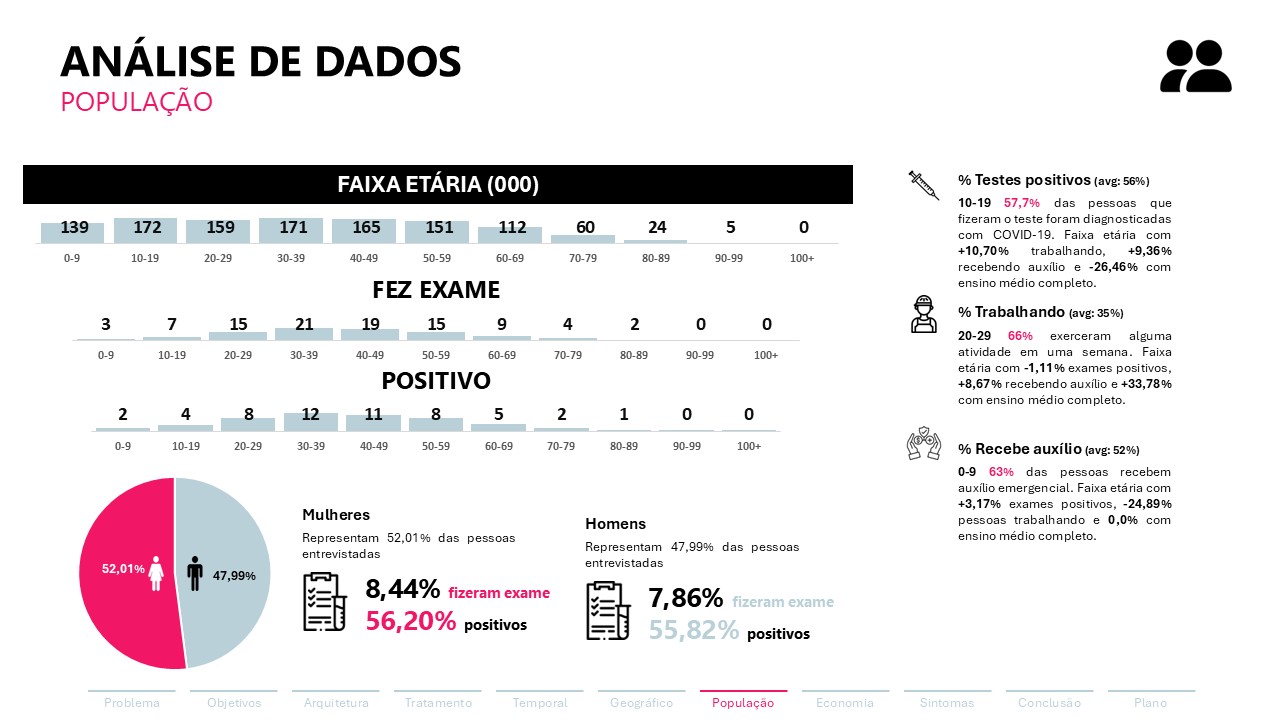 ANÁLISE DE DADOS
POPULAÇÃO
FAIXA ETÁRIA (000)
139 172 159 171 165 151 112 60 24 5 0
0-9 10-19 20-29 30-39 40-49 50-59 60-69 70-79 80-89 90-99 100+
FEZ EXAME
3 7 15 21 19 15 9 4 2 0 0
0-9 10-19 20-29 30-39 40-49 50-59 60-69 70-79 80-89 90-99 100+
POSITIVO
2 4 8 12 11 8 5 2 1 0 0
0-9 10-19 20-29 30-39 40-49 50-59 60-69 70-79 80-89 90-99 100+
52,01%
47,99%
Mulheres
Representam 52,01% das pessoas
entrevistadas
8,44% fizeram exame
56,20% positivos
Homens
Representam 47,99% das pessoas
entrevistadas
7,86% fizeram exame
55,82% positivos
% Testes positivos (avg: 56%)
10-19 57,7% das pessoas que
fizeram o teste foram diagnosticadas
com COVID-19. Faixa etária com
+10,70% trabalhando, +9,36%
recebendo auxílio e -26,46% com
ensino médio completo.
% Trabalhando (avg: 35%)
20-29 66% exerceram alguma
atividade em uma semana. Faixa
etária com -1,11% exames positivos,
+8,67% recebendo auxílio e +33,78%
com ensino médio completo.
% Recebe auxílio (avg: 52%)
0-9 63% das pessoas recebem
auxílio emergencial. Faixa etária com
+3,17% exames positivos, -24,89%
pessoas trabalhando e 0,0% com
ensino médio completo.
Problema Objetivos Arquitetura Tratamento Temporal Geográfico População Economia Sintomas Conclusão Plano